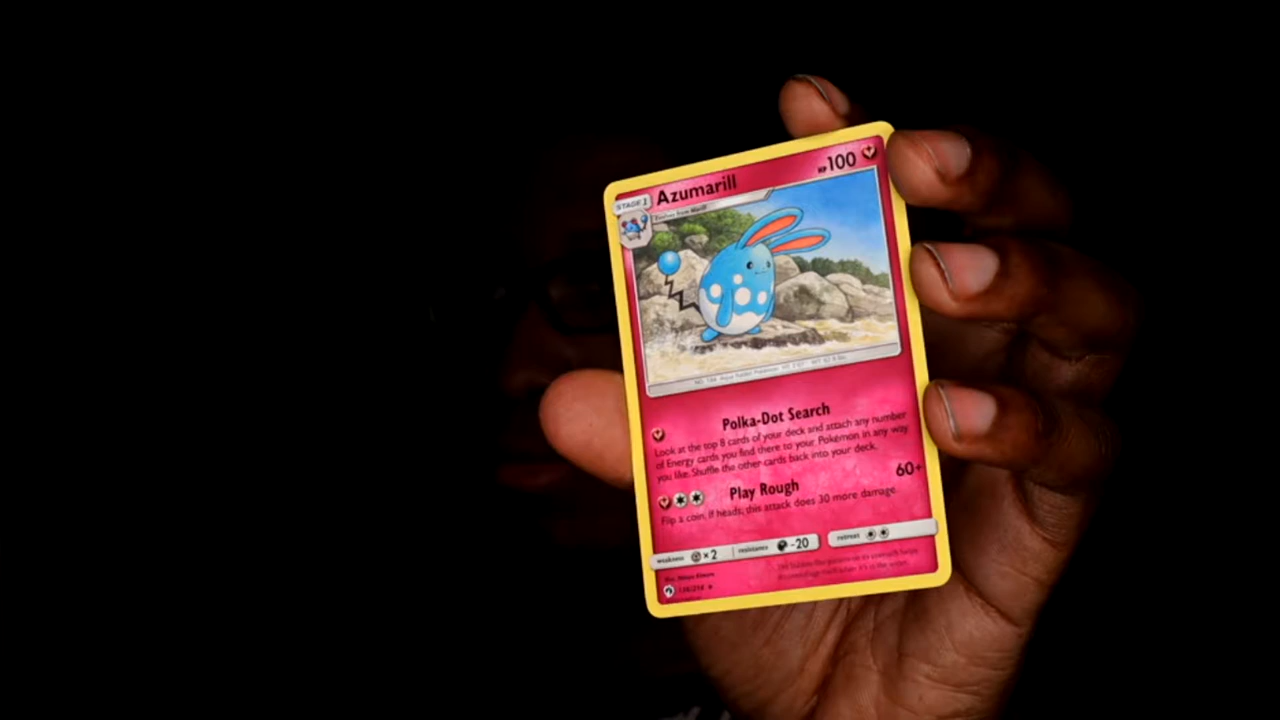 STAGE 1
Azumarill
HP 100
Evolves from Marill
Polka-Dot Search
Look at the top 8 cards of your deck and attach any number
of Energy cards you find there to your Pokémon in any way
you like. Shuffle the other cards back into your deck.
Play Rough
60+
Flip a coin. If heads, this attack does 30 more damage.
weakness ×2 resistance -20 retreat